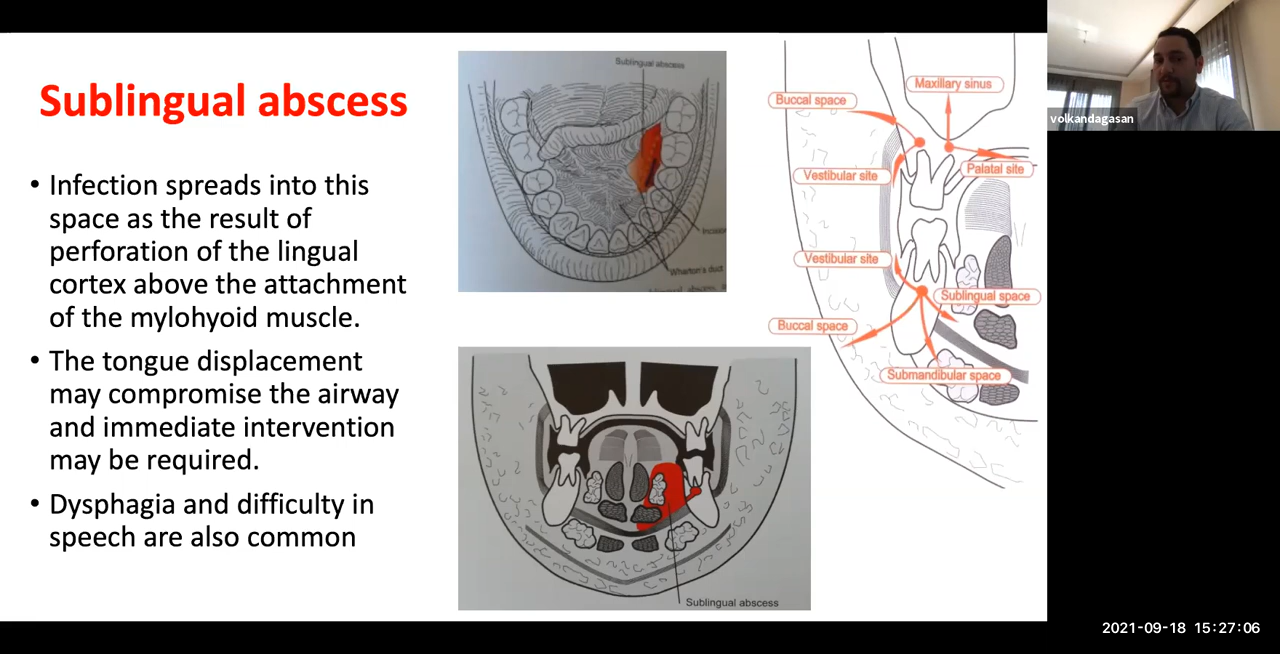 Sublingual abscess
• Infection spreads into this
space as the result of
perforation of the lingual
cortex above the attachment
of the mylohyoid muscle.
• The tongue displacement
may compromise the airway
and immediate intervention
may be required.
• Dysphagia and difficulty in
speech are also common
Sublingual abscess
Wharton's duct
Sublingual abscess
Maxillary sinus
Buccal space
Palatal site
Vestibular site
Vestibular site
Sublingual space
Buccal space
Submandibular space
volkandagasan
2021-09-18 15:27:06